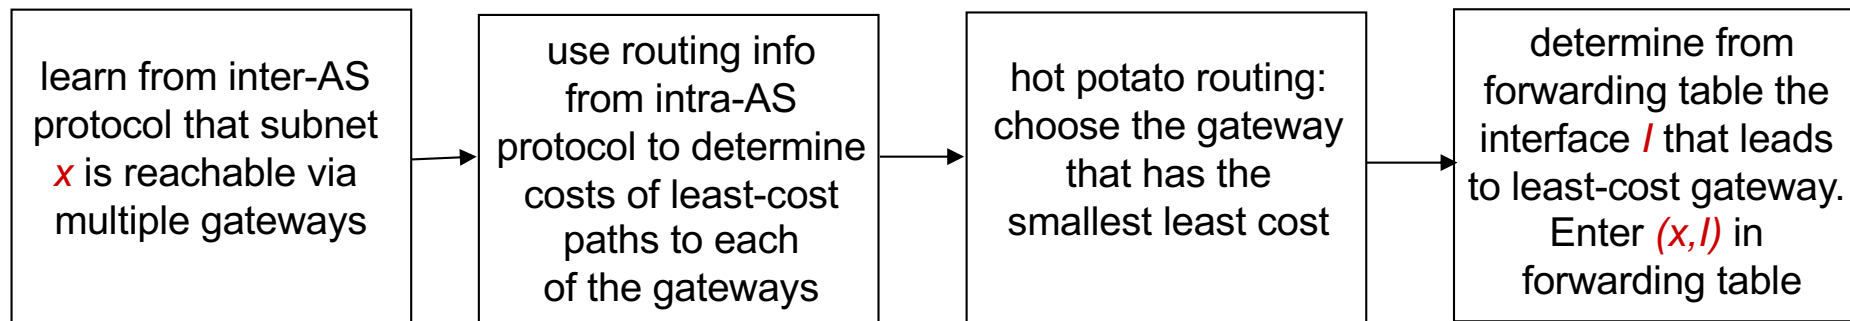 learn from inter-AS
protocol that subnet
x is reachable via
multiple gateways
use routing info
from intra-AS
protocol to determine
costs of least-cost
paths to each
of the gateways
hot potato routing:
choose the gateway
that has the
smallest least cost
determine from
forwarding table the
interface I that leads
to least-cost gateway.
Enter (x,I) in
forwarding table